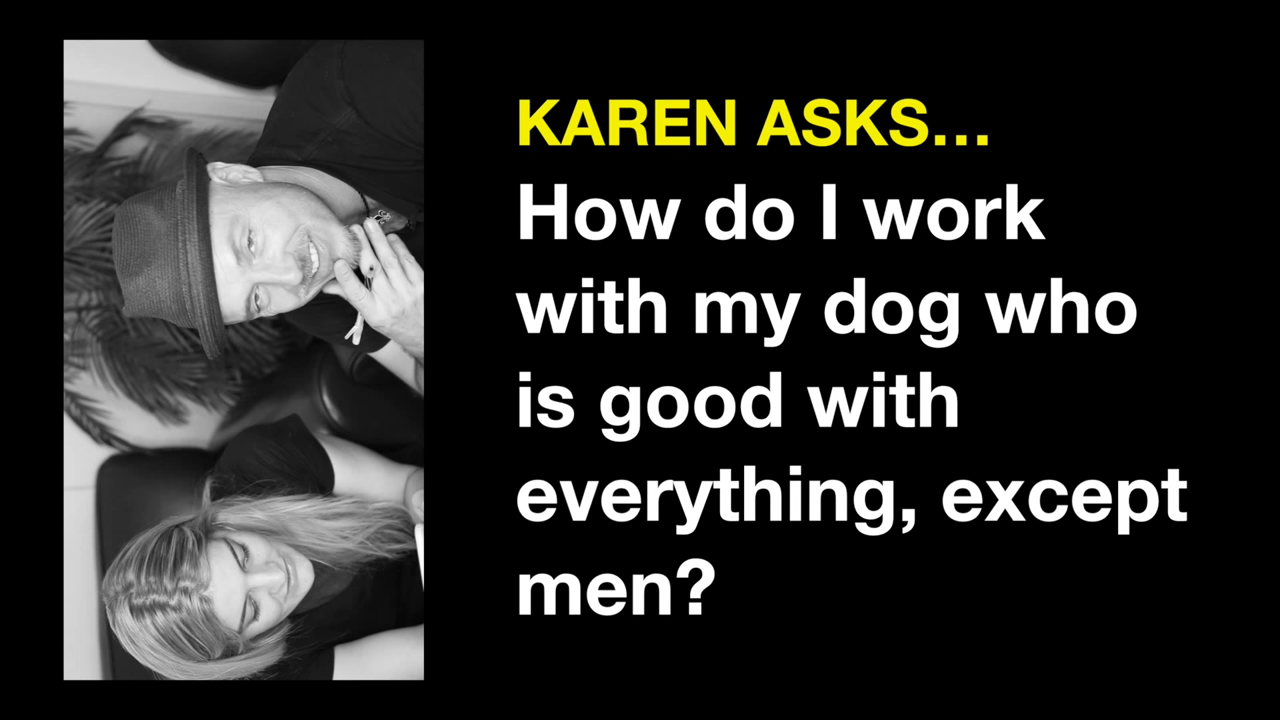 KAREN ASKS...
How do I work
with my dog who
is good with
everything, except
men?